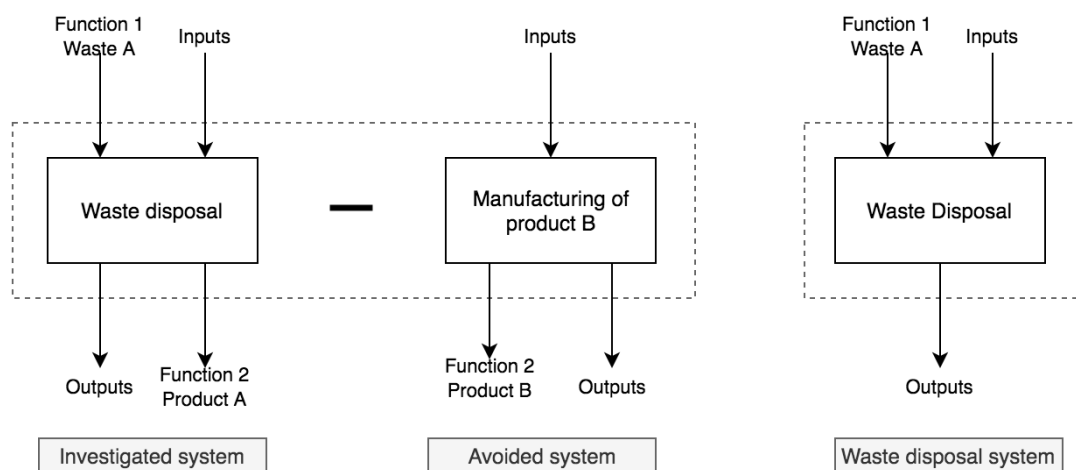 Function 1
Waste A
Inputs
Inputs
Function 1
Waste A
Inputs
Waste disposal
Manufacturing of
product B
Waste Disposal
Outputs
Function 2
Product A
Function 2
Product B
Outputs
Outputs
Investigated system
Avoided system
Waste disposal system